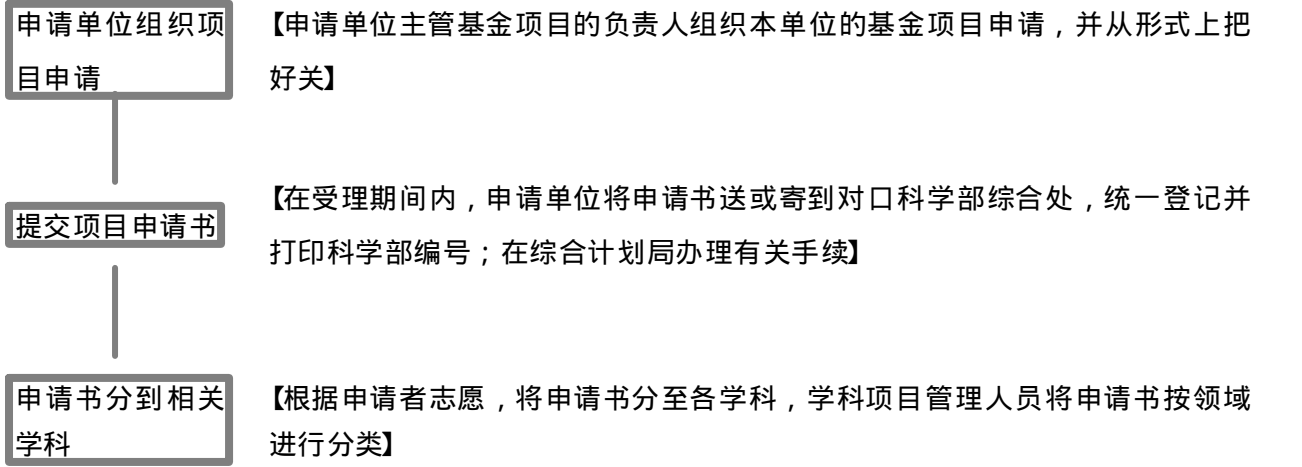 申请单位组织项
目申请
【申请单位主管基金项目的负责人组织本单位的基金项目申请，并从形式上把
好关】
提交项目申请书
【在受理期间内，申请单位将申请书送或寄到对口科学部综合处，统一登记并
打印科学部编号；在综合计划局办理有关手续】
申请书分到相关
学科
【根据申请者志愿，将申请书分至各学科，学科项目管理人员将申请书按领域
进行分类】